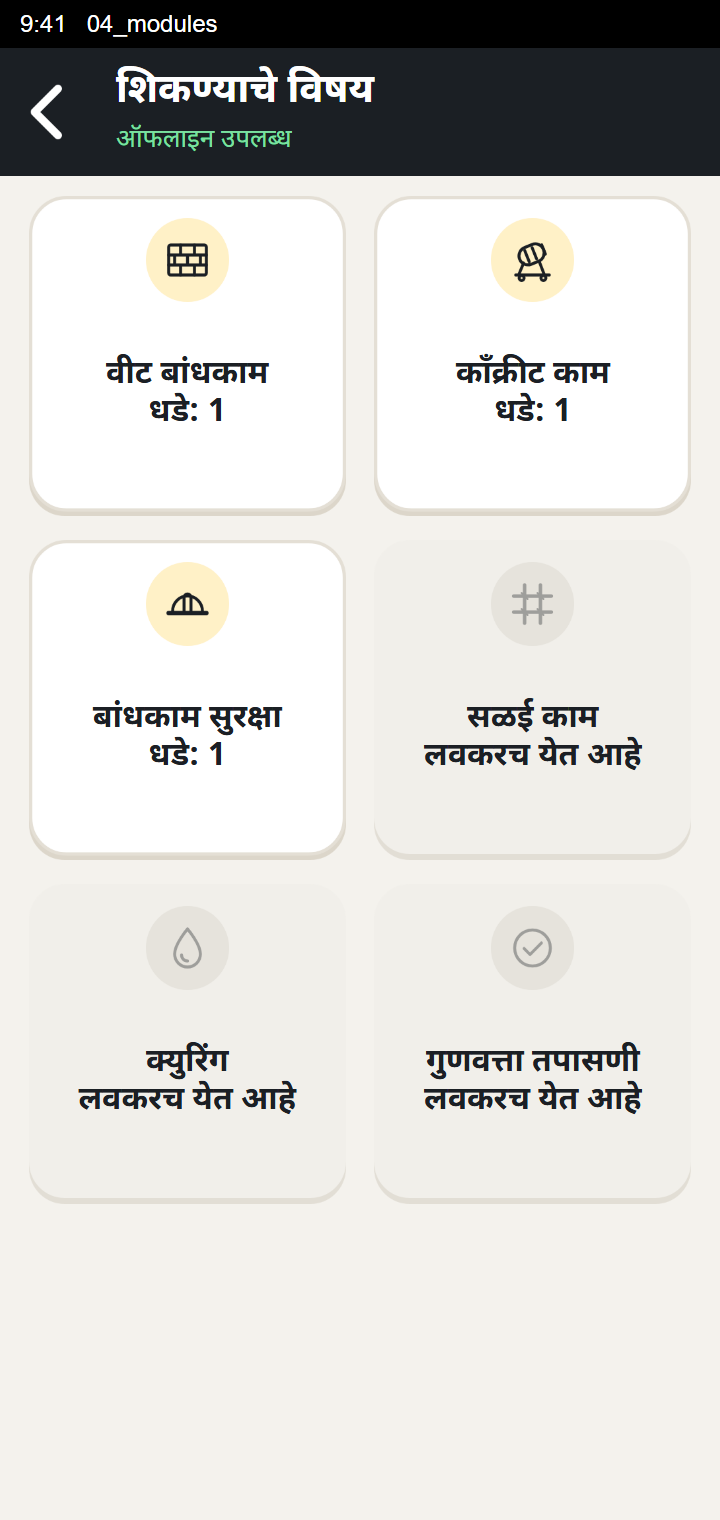 9:41 04_modules
शिकण्याचे विषय
ऑफलाइन उपलब्ध
वीट बांधकाम
धडे: 1
काँक्रीट काम
धडे: 1
बांधकाम सुरक्षा
धडे: 1
सळई काम
लवकरच येत आहे
क्युरिंग
लवकरच येत आहे
गुणवत्ता तपासणी
लवकरच येत आहे